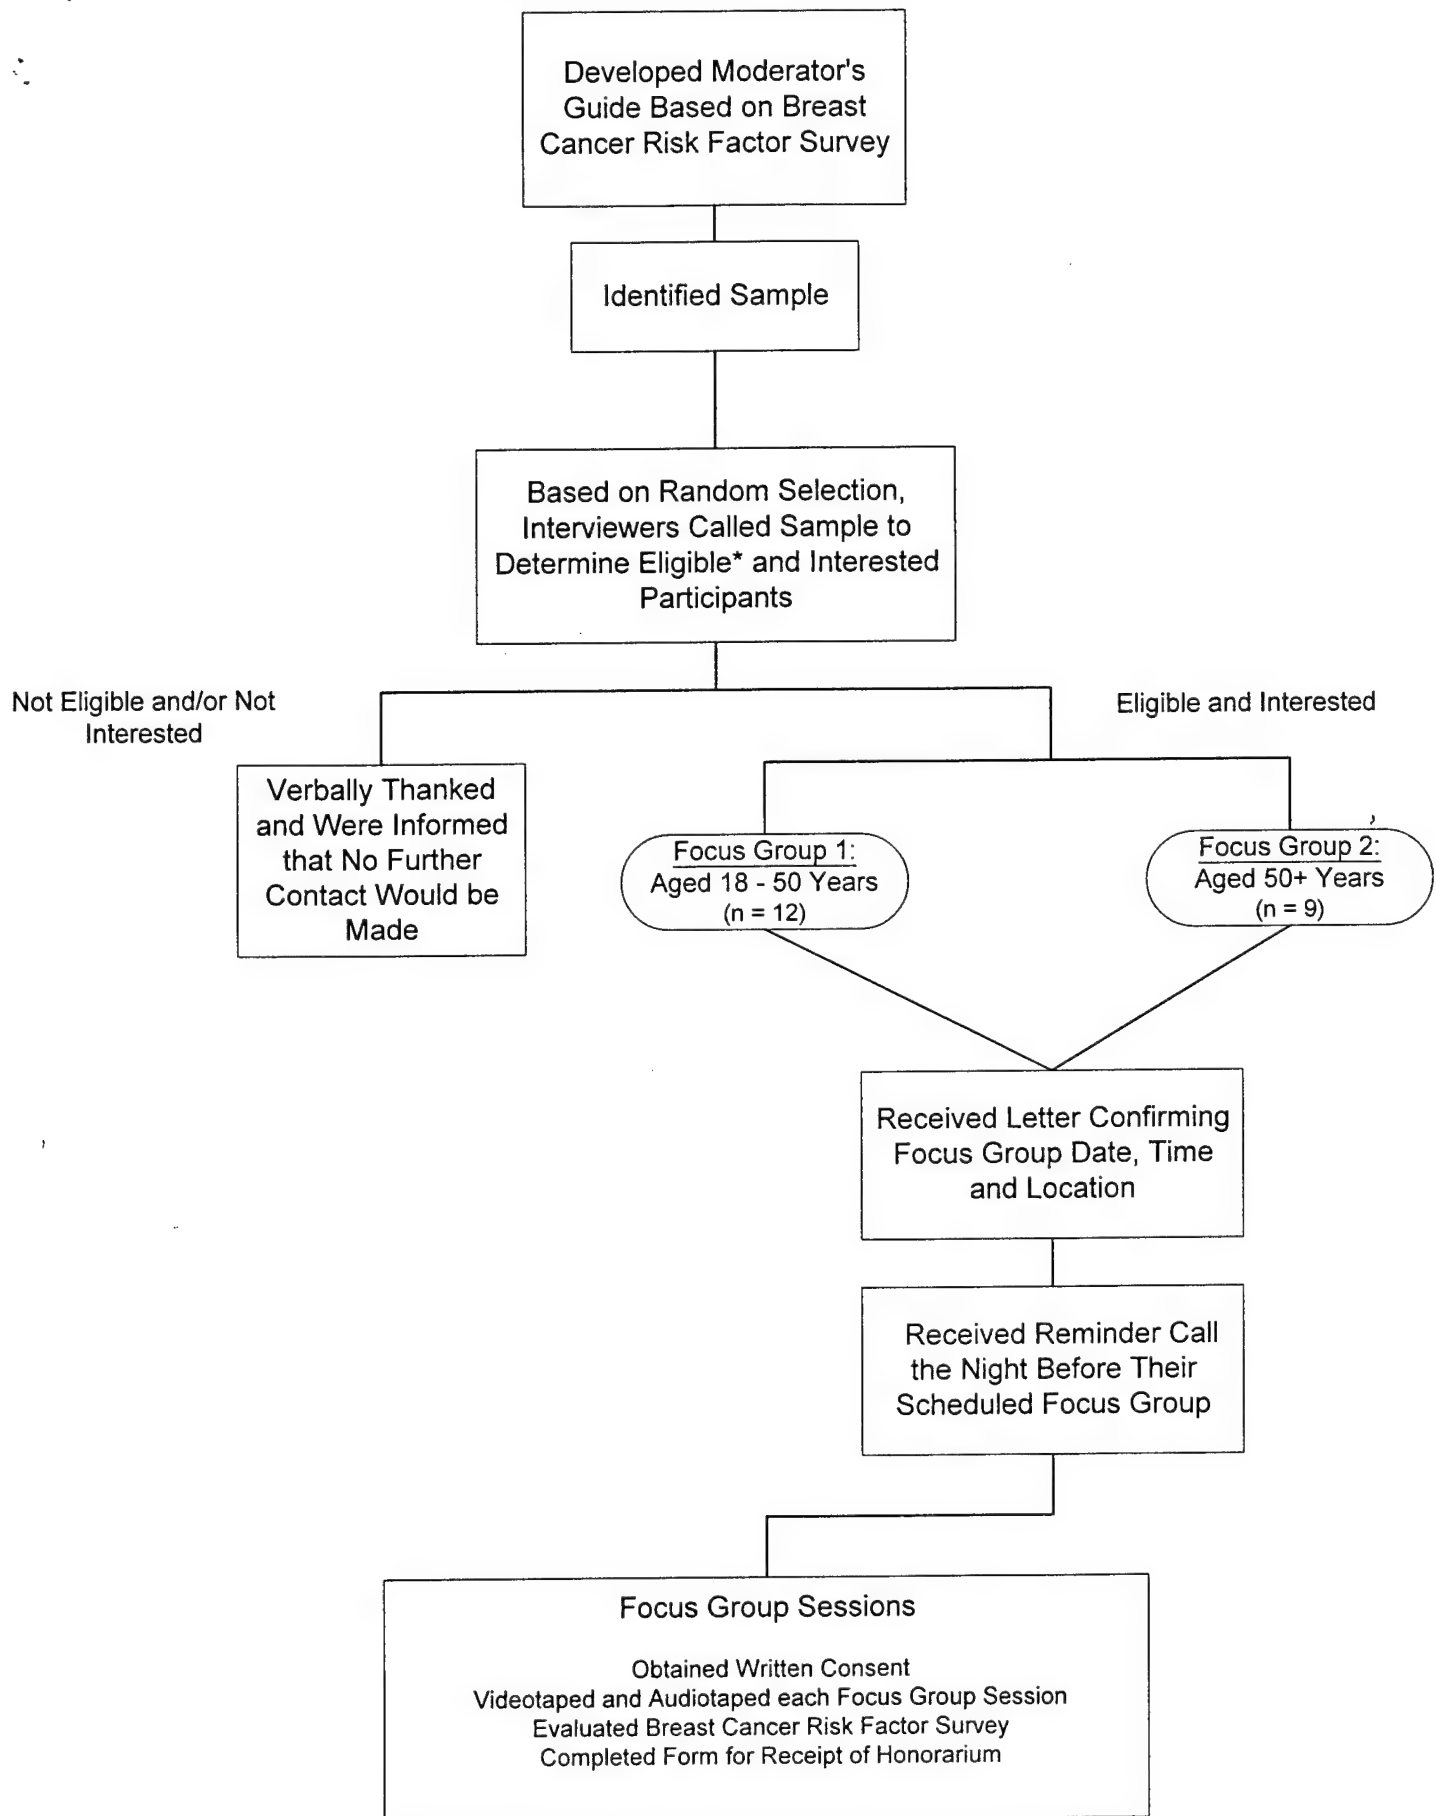 Developed Moderator's
Guide Based on Breast
Cancer Risk Factor Survey
Identified Sample
Based on Random Selection,
Interviewers Called Sample to
Determine Eligible* and Interested
Participants
Not Eligible and/or Not
Interested
Eligible and Interested
Verbally Thanked
and Were Informed
that No Further
Contact Would be
Made
Focus Group 1:
Aged 18 - 50 Years
(n = 12)
Focus Group 2:
Aged 50+ Years
(n = 9)
Received Letter Confirming
Focus Group Date, Time
and Location
Received Reminder Call
the Night Before Their
Scheduled Focus Group
Focus Group Sessions
Obtained Written Consent
Videotaped and Audiotaped each Focus Group Session
Evaluated Breast Cancer Risk Factor Survey
Completed Form for Receipt of Honorarium